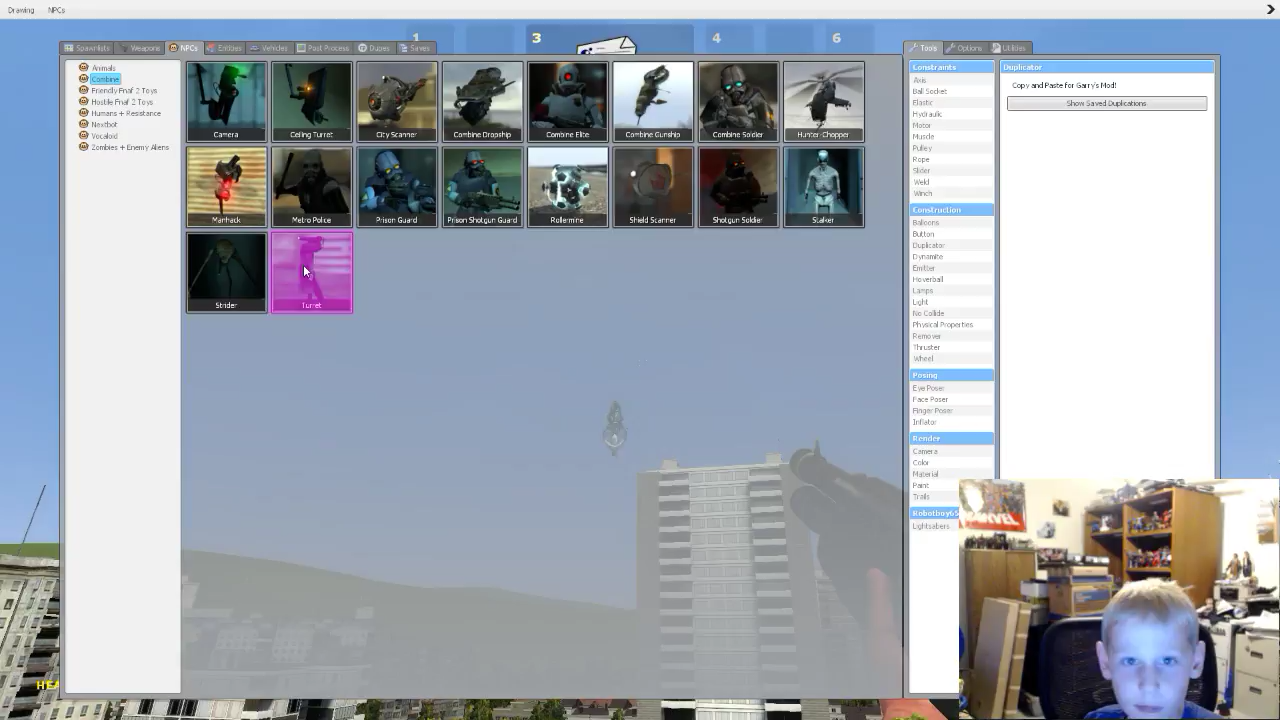 Drawing NPCs
1 3 4 6
Spawnlists Weapons NPCs Entities Vehicles Post Process Dupes Saves
Tools Options Utilities
Animals
Combine
Friendly Fnaf 2 Toys
Hostile Fnaf 2 Toys
Humans + Resistance
Nextbot
Vocaloid
Zombies + Enemy Aliens
Camera Ceiling Turret City Scanner Combine Dropship Combine Elite Combine Gunship Combine Soldier Hunter-Chopper
Manhack Metro Police Prison Guard Prison Shotgun Guard Rollermine Shield Scanner Shotgun Soldier Stalker
Strider Turret
Constraints
Axis
Ball Socket
Elastic
Hydraulic
Motor
Muscle
Pulley
Rope
Slider
Weld
Winch
Construction
Balloons
Button
Duplicator
Dynamite
Emitter
Hoverball
Lamps
Light
No Collide
Physical Properties
Remover
Thruster
Wheel
Posing
Eye Poser
Face Poser
Finger Poser
Inflator
Render
Camera
Color
Material
Paint
Trails
Robotboy65
Lightsabers
Duplicator
Copy and Paste for Garry's Mod!
Show Saved Duplications
HEA
MARVEL